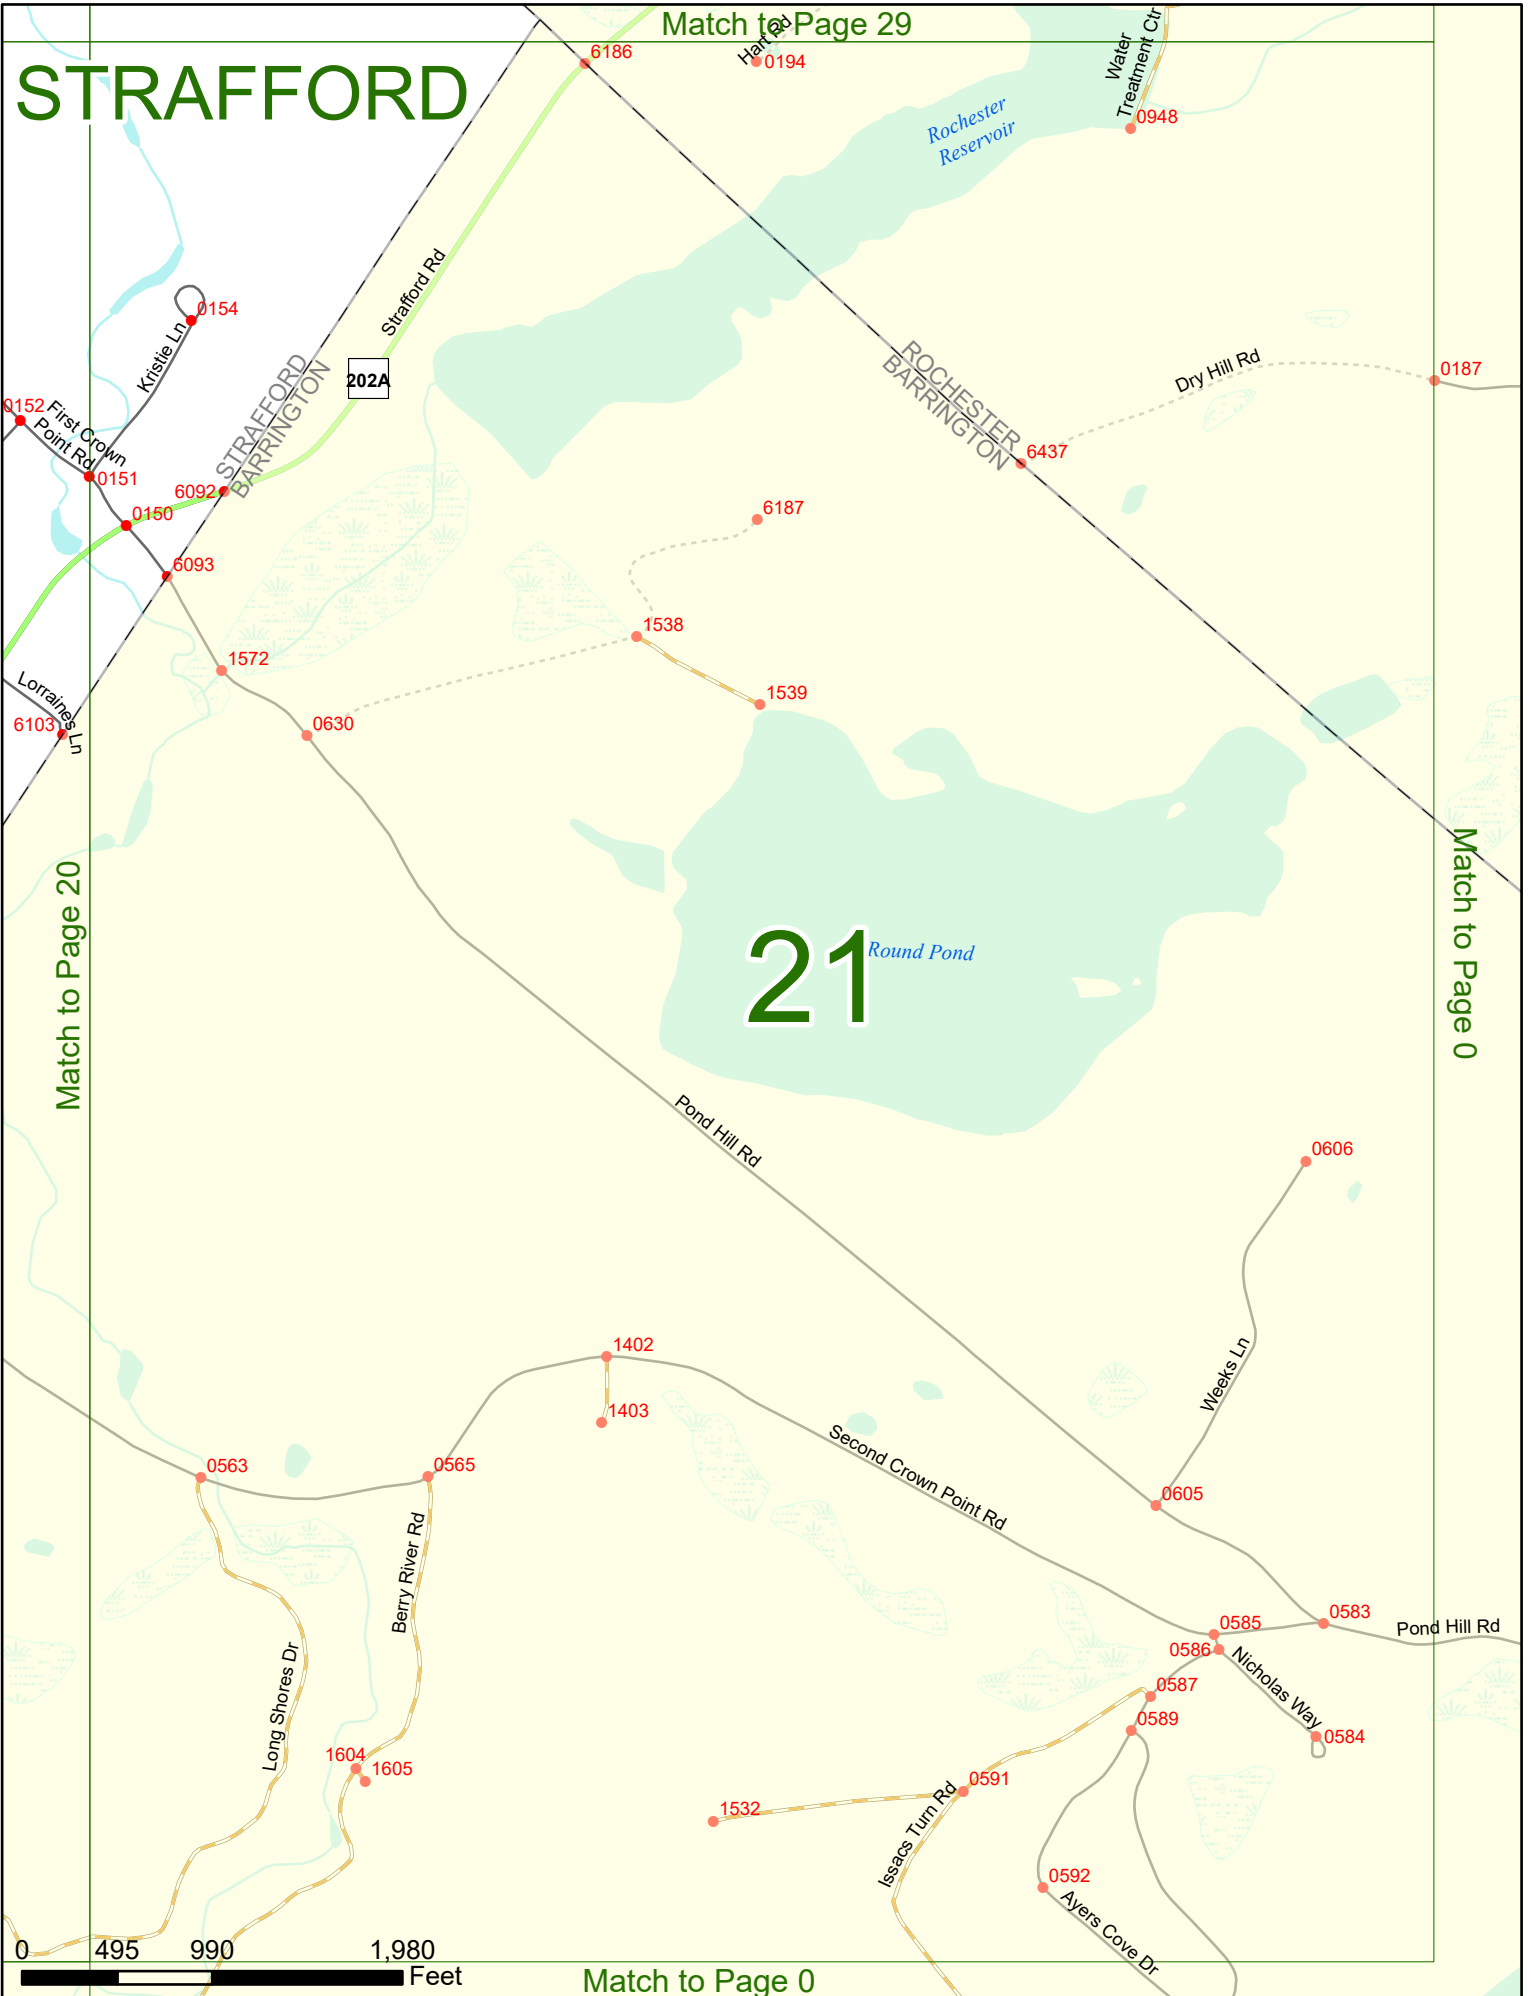 Match to Page 29
STRAFFORD
6186
Hart Rd
0194
Water
Treatment Ctr
0948
Rochester
Reservoir
Strafford Rd
0154
Kristie Ln
202A
STRAFFORD
BARRINGTON
ROCHESTER
BARRINGTON
Dry Hill Rd
0187
0152
First Crown
Point Rd
0151
6092
0150
6437
6187
6093
1538
1572
1539
Lorraines Ln
6103
0630
Match to Page 20
Match to Page 0
21
Round Pond
Pond Hill Rd
0606
1402
Weeks Ln
1403
Second Crown Point Rd
0563
0565
0605
Berry River Rd
0585
0583
Pond Hill Rd
0586
Nicholas Way
Long Shores Dr
0587
0589
0584
1604
1605
0591
1532
Issacs Turn Rd
0592
Ayers Cove Dr
0 495 990 1,980
Feet
Match to Page 0